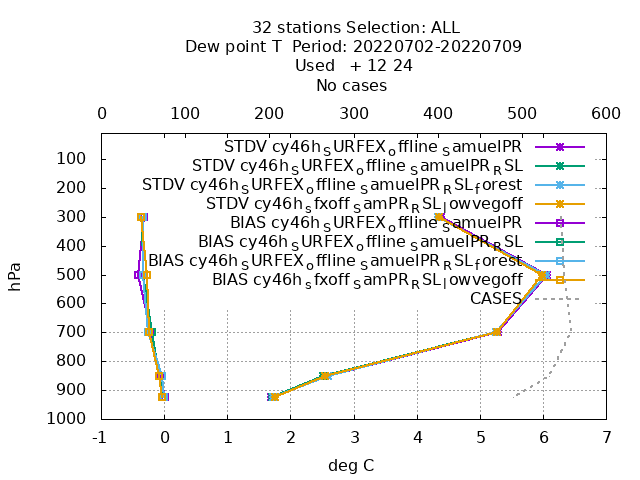 32 stations Selection: ALL
Dew point T  Period: 20220702-20220709
Used   + 12 24
No cases
0 100 200 300 400 500 600
STDV cy46h_SURFEX_offline_samuelPR
STDV cy46h_SURFEX_offline_samuelPR_RSL
STDV cy46h_SURFEX_offline_samuelPR_RSL_forest
STDV cy46h_sfxoff_samPR_RSL_lowvegoff
BIAS cy46h_SURFEX_offline_samuelPR
BIAS cy46h_SURFEX_offline_samuelPR_RSL
BIAS cy46h_SURFEX_offline_samuelPR_RSL_forest
BIAS cy46h_sfxoff_samPR_RSL_lowvegoff
CASES
100
200
300
400
500
600
700
800
900
1000
hPa
-1 0 1 2 3 4 5 6 7
deg C